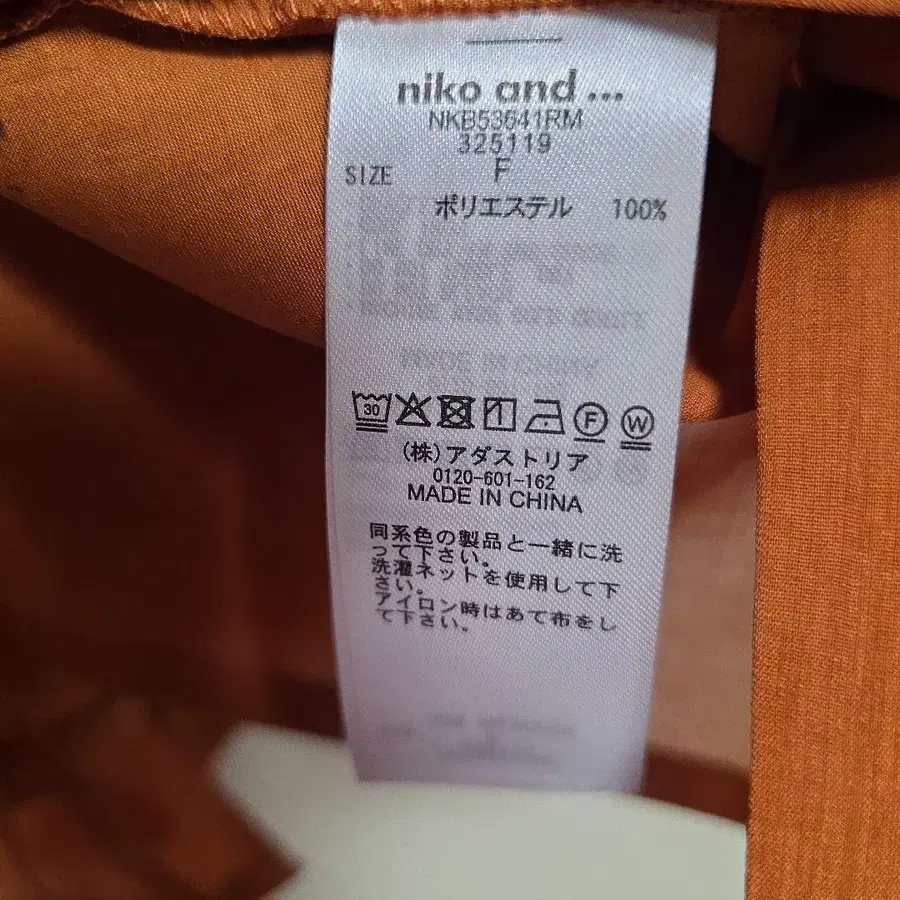 niko and ...
NKB53641RM
325119
SIZE F
ポリエステル 100%
30
F W
(株)アダストリア
0120-601-162
MADE IN CHINA
同系色の製品と一緒に洗
って下さい。
洗濯ネットを使用して下
さい。
アイロン時はあて布をし
て下さい。